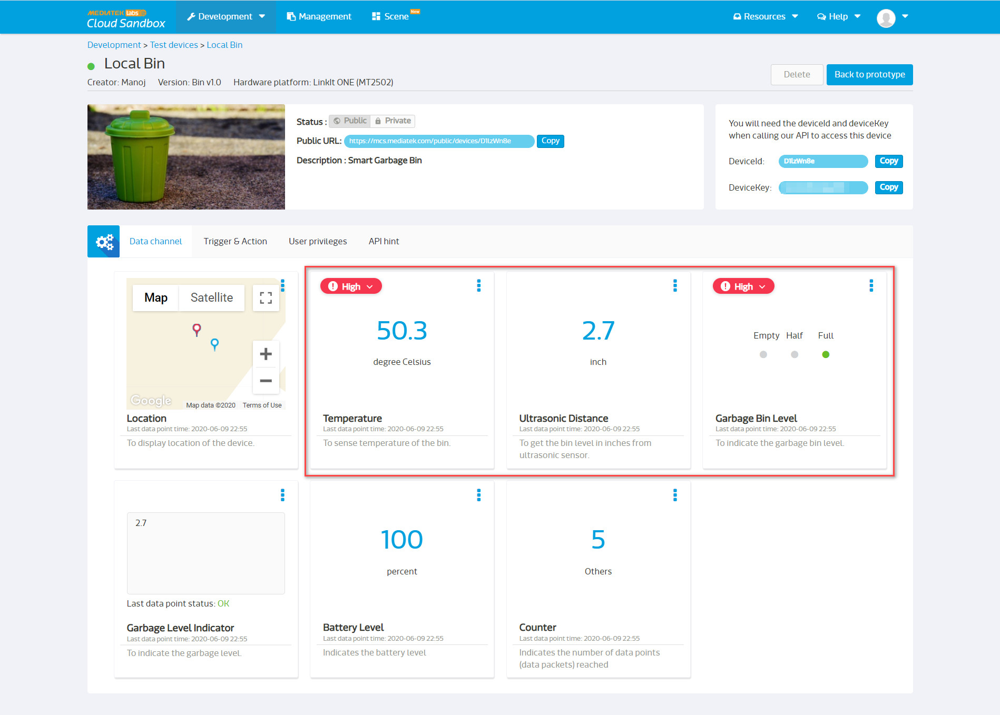 MEDIATEK labs
Cloud Sandbox
Development
Management
Scene
New
Resources
Help
Development > Test devices > Local Bin
Local Bin
Creator: Manoj Version: Bin v1.0 Hardware platform: LinkIt ONE (MT2502)
Delete
Back to prototype
Status : Public Private
Public URL: https://mcs.mediatek.com/public/devices/D1lzWn8e Copy
Description : Smart Garbage Bin
You will need the deviceId and deviceKey
when calling our API to access this device
DeviceId: D1lzWn8e Copy
DeviceKey: Copy
Data channel Trigger & Action User privileges API hint
Map Satellite
Google
Map data ©2020 Terms of Use
Location
Last data point time: 2020-06-09 22:55
To display location of the device.
High
50.3
degree Celsius
Temperature
Last data point time: 2020-06-09 22:55
To sense temperature of the bin.
2.7
inch
Ultrasonic Distance
Last data point time: 2020-06-09 22:55
To get the bin level in inches from
ultrasonic sensor.
High
Empty Half Full
Garbage Bin Level
Last data point time: 2020-06-09 22:55
To indicate the garbage bin level.
2.7
Last data point status: OK
Garbage Level Indicator
Last data point time: 2020-06-09 22:55
To indicate the garbage level.
100
percent
Battery Level
Last data point time: 2020-06-09 22:55
Indicates the battery level
5
Others
Counter
Last data point time: 2020-06-09 22:55
Indicates the number of data points
(data packets) reached